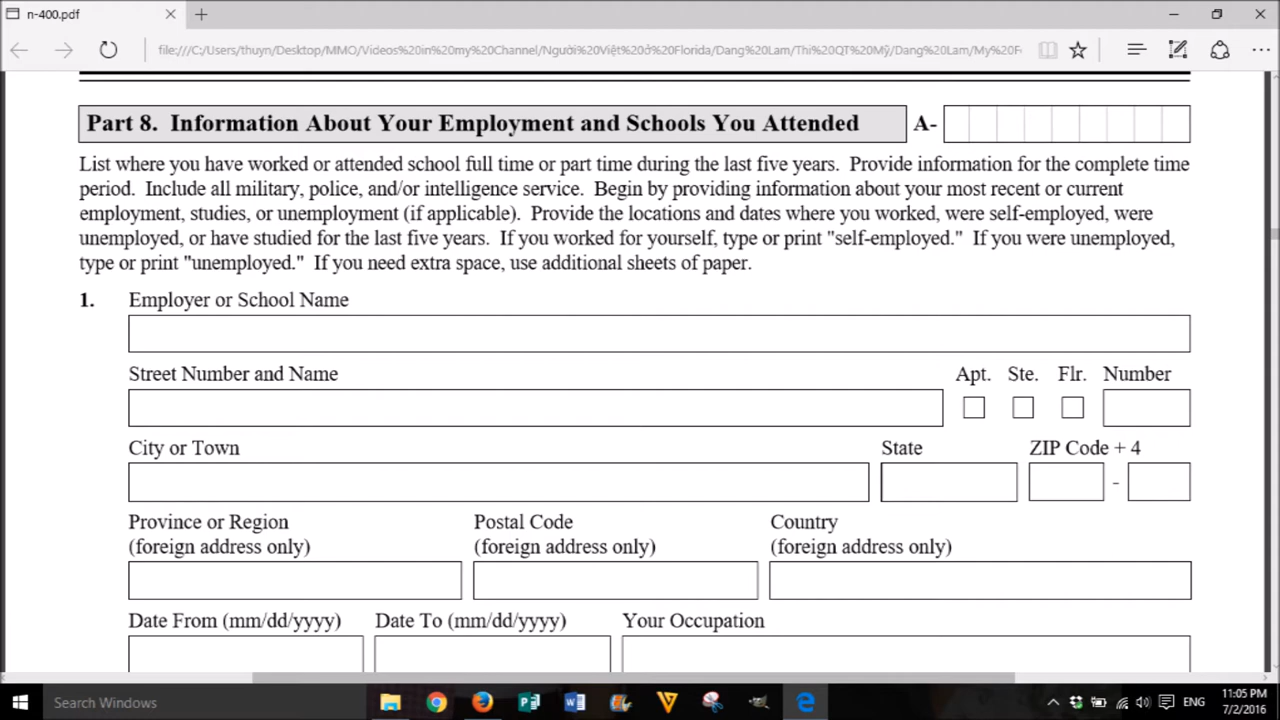 n-400.pdf
file:///C:/Users/thuyn/Desktop/MMO/Videos%20in%20my%20Channel/Người%20Việt%20ở%20Florida/Dang%20Lam/Thi%20QT%20Mỹ/Dang%20Lam/My%20F
Part 8. Information About Your Employment and Schools You Attended A-
List where you have worked or attended school full time or part time during the last five years. Provide information for the complete time
period. Include all military, police, and/or intelligence service. Begin by providing information about your most recent or current
employment, studies, or unemployment (if applicable). Provide the locations and dates where you worked, were self-employed, were
unemployed, or have studied for the last five years. If you worked for yourself, type or print "self-employed." If you were unemployed,
type or print "unemployed." If you need extra space, use additional sheets of paper.
1. Employer or School Name
Street Number and Name Apt. Ste. Flr. Number
City or Town State ZIP Code + 4
-
Province or Region Postal Code Country
(foreign address only) (foreign address only) (foreign address only)
Date From (mm/dd/yyyy) Date To (mm/dd/yyyy) Your Occupation
Search Windows ENG 11:05 PM
7/2/2016